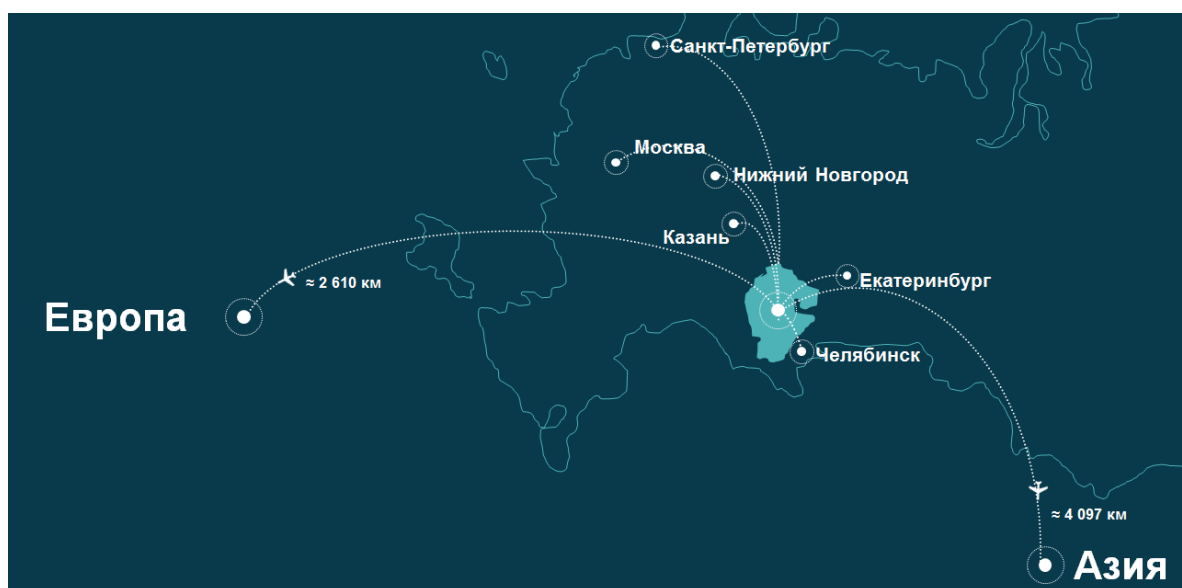 Санкт-Петербург
Москва
Нижний Новгород
Казань
Екатеринбург
≈ 2 610 км
Европа
Челябинск
≈ 4 097 км
Азия